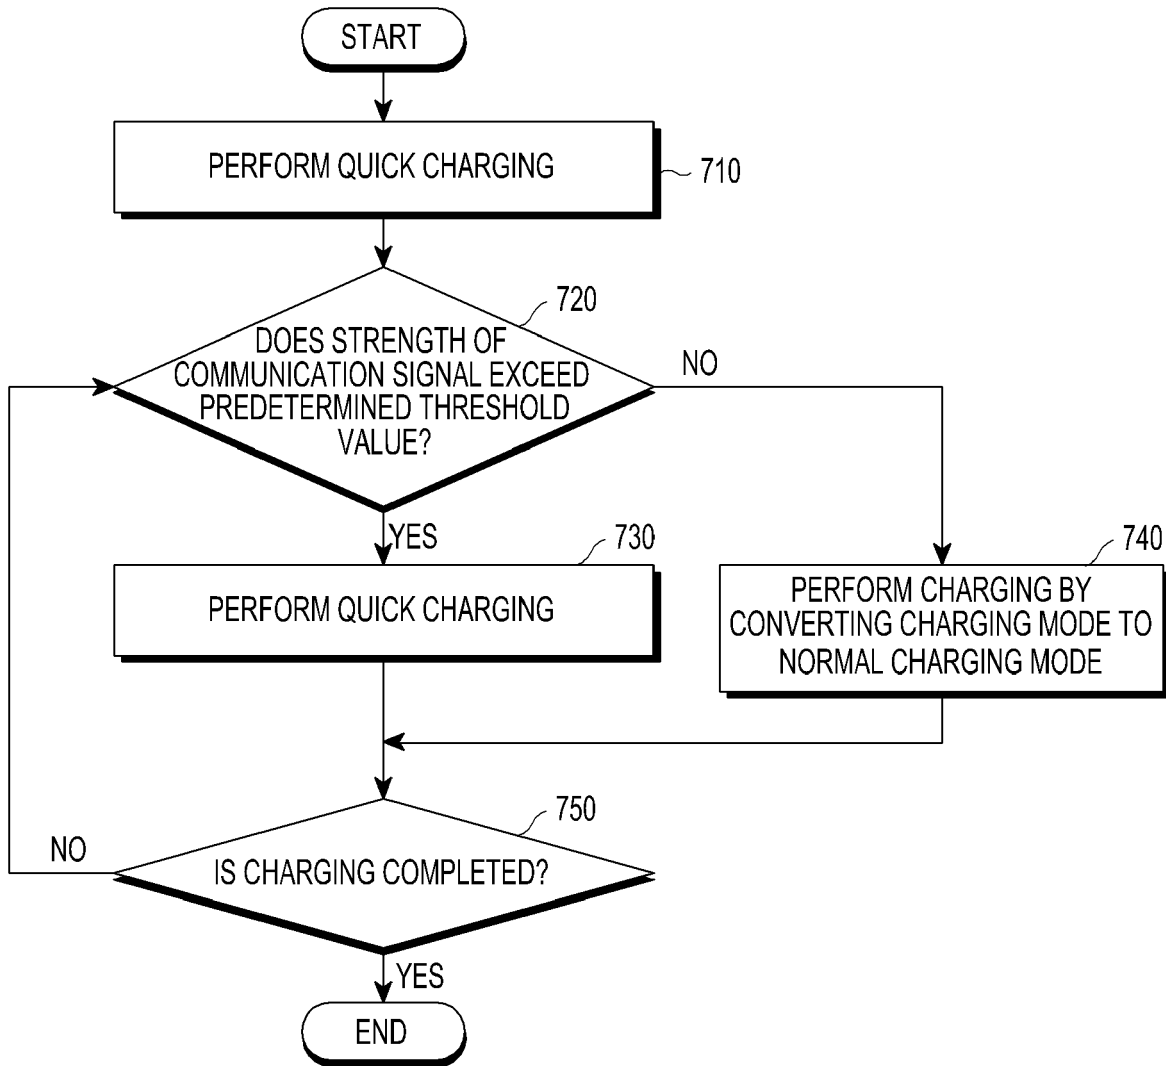 START
PERFORM QUICK CHARGING
710
720
DOES STRENGTH OF
COMMUNICATION SIGNAL EXCEED
PREDETERMINED THRESHOLD
VALUE?
NO
YES
730
PERFORM QUICK CHARGING
740
PERFORM CHARGING BY
CONVERTING CHARGING MODE TO
NORMAL CHARGING MODE
750
NO
IS CHARGING COMPLETED?
YES
END